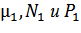 μ₁, N₁ и P₁